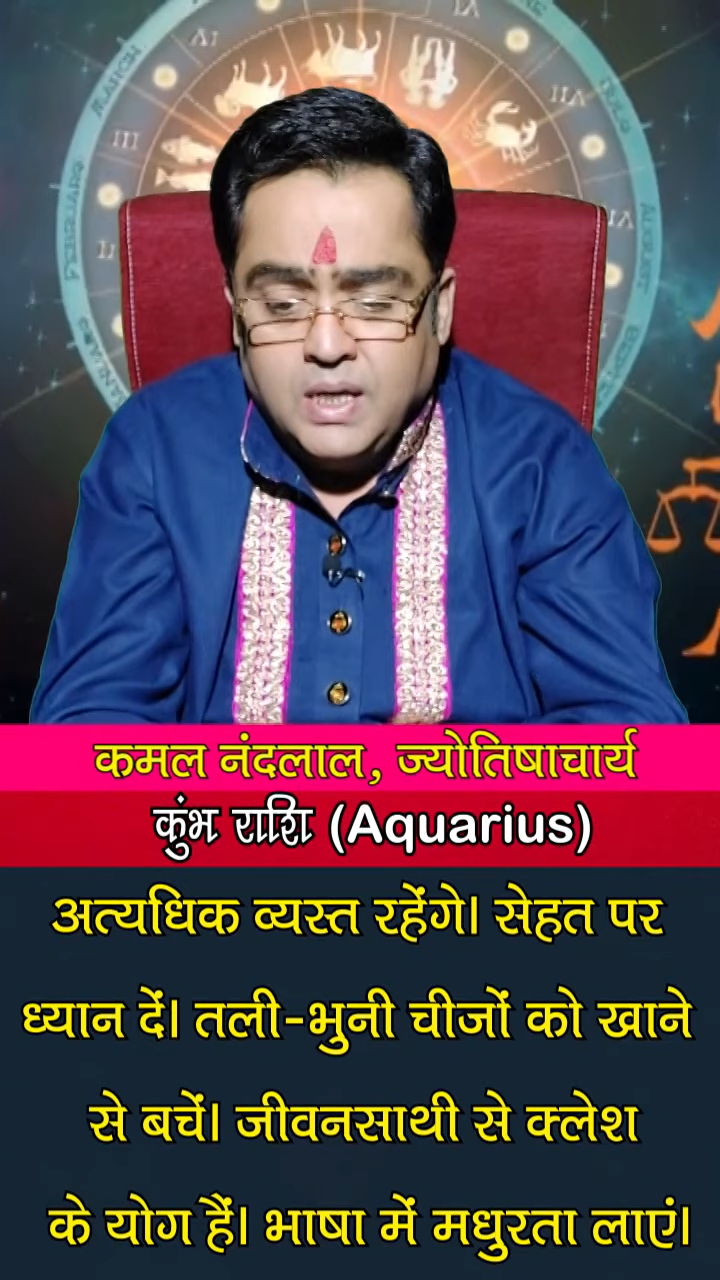 कमल नंदलाल, ज्योतिषाचार्य
कुंभ राशि (Aquarius)
अत्यधिक व्यस्त रहेंगे। सेहत पर
ध्यान दें। तली-भुनी चीजों को खाने
से बचें। जीवनसाथी से क्लेश
के योग हैं। भाषा में मधुरता लाएं।